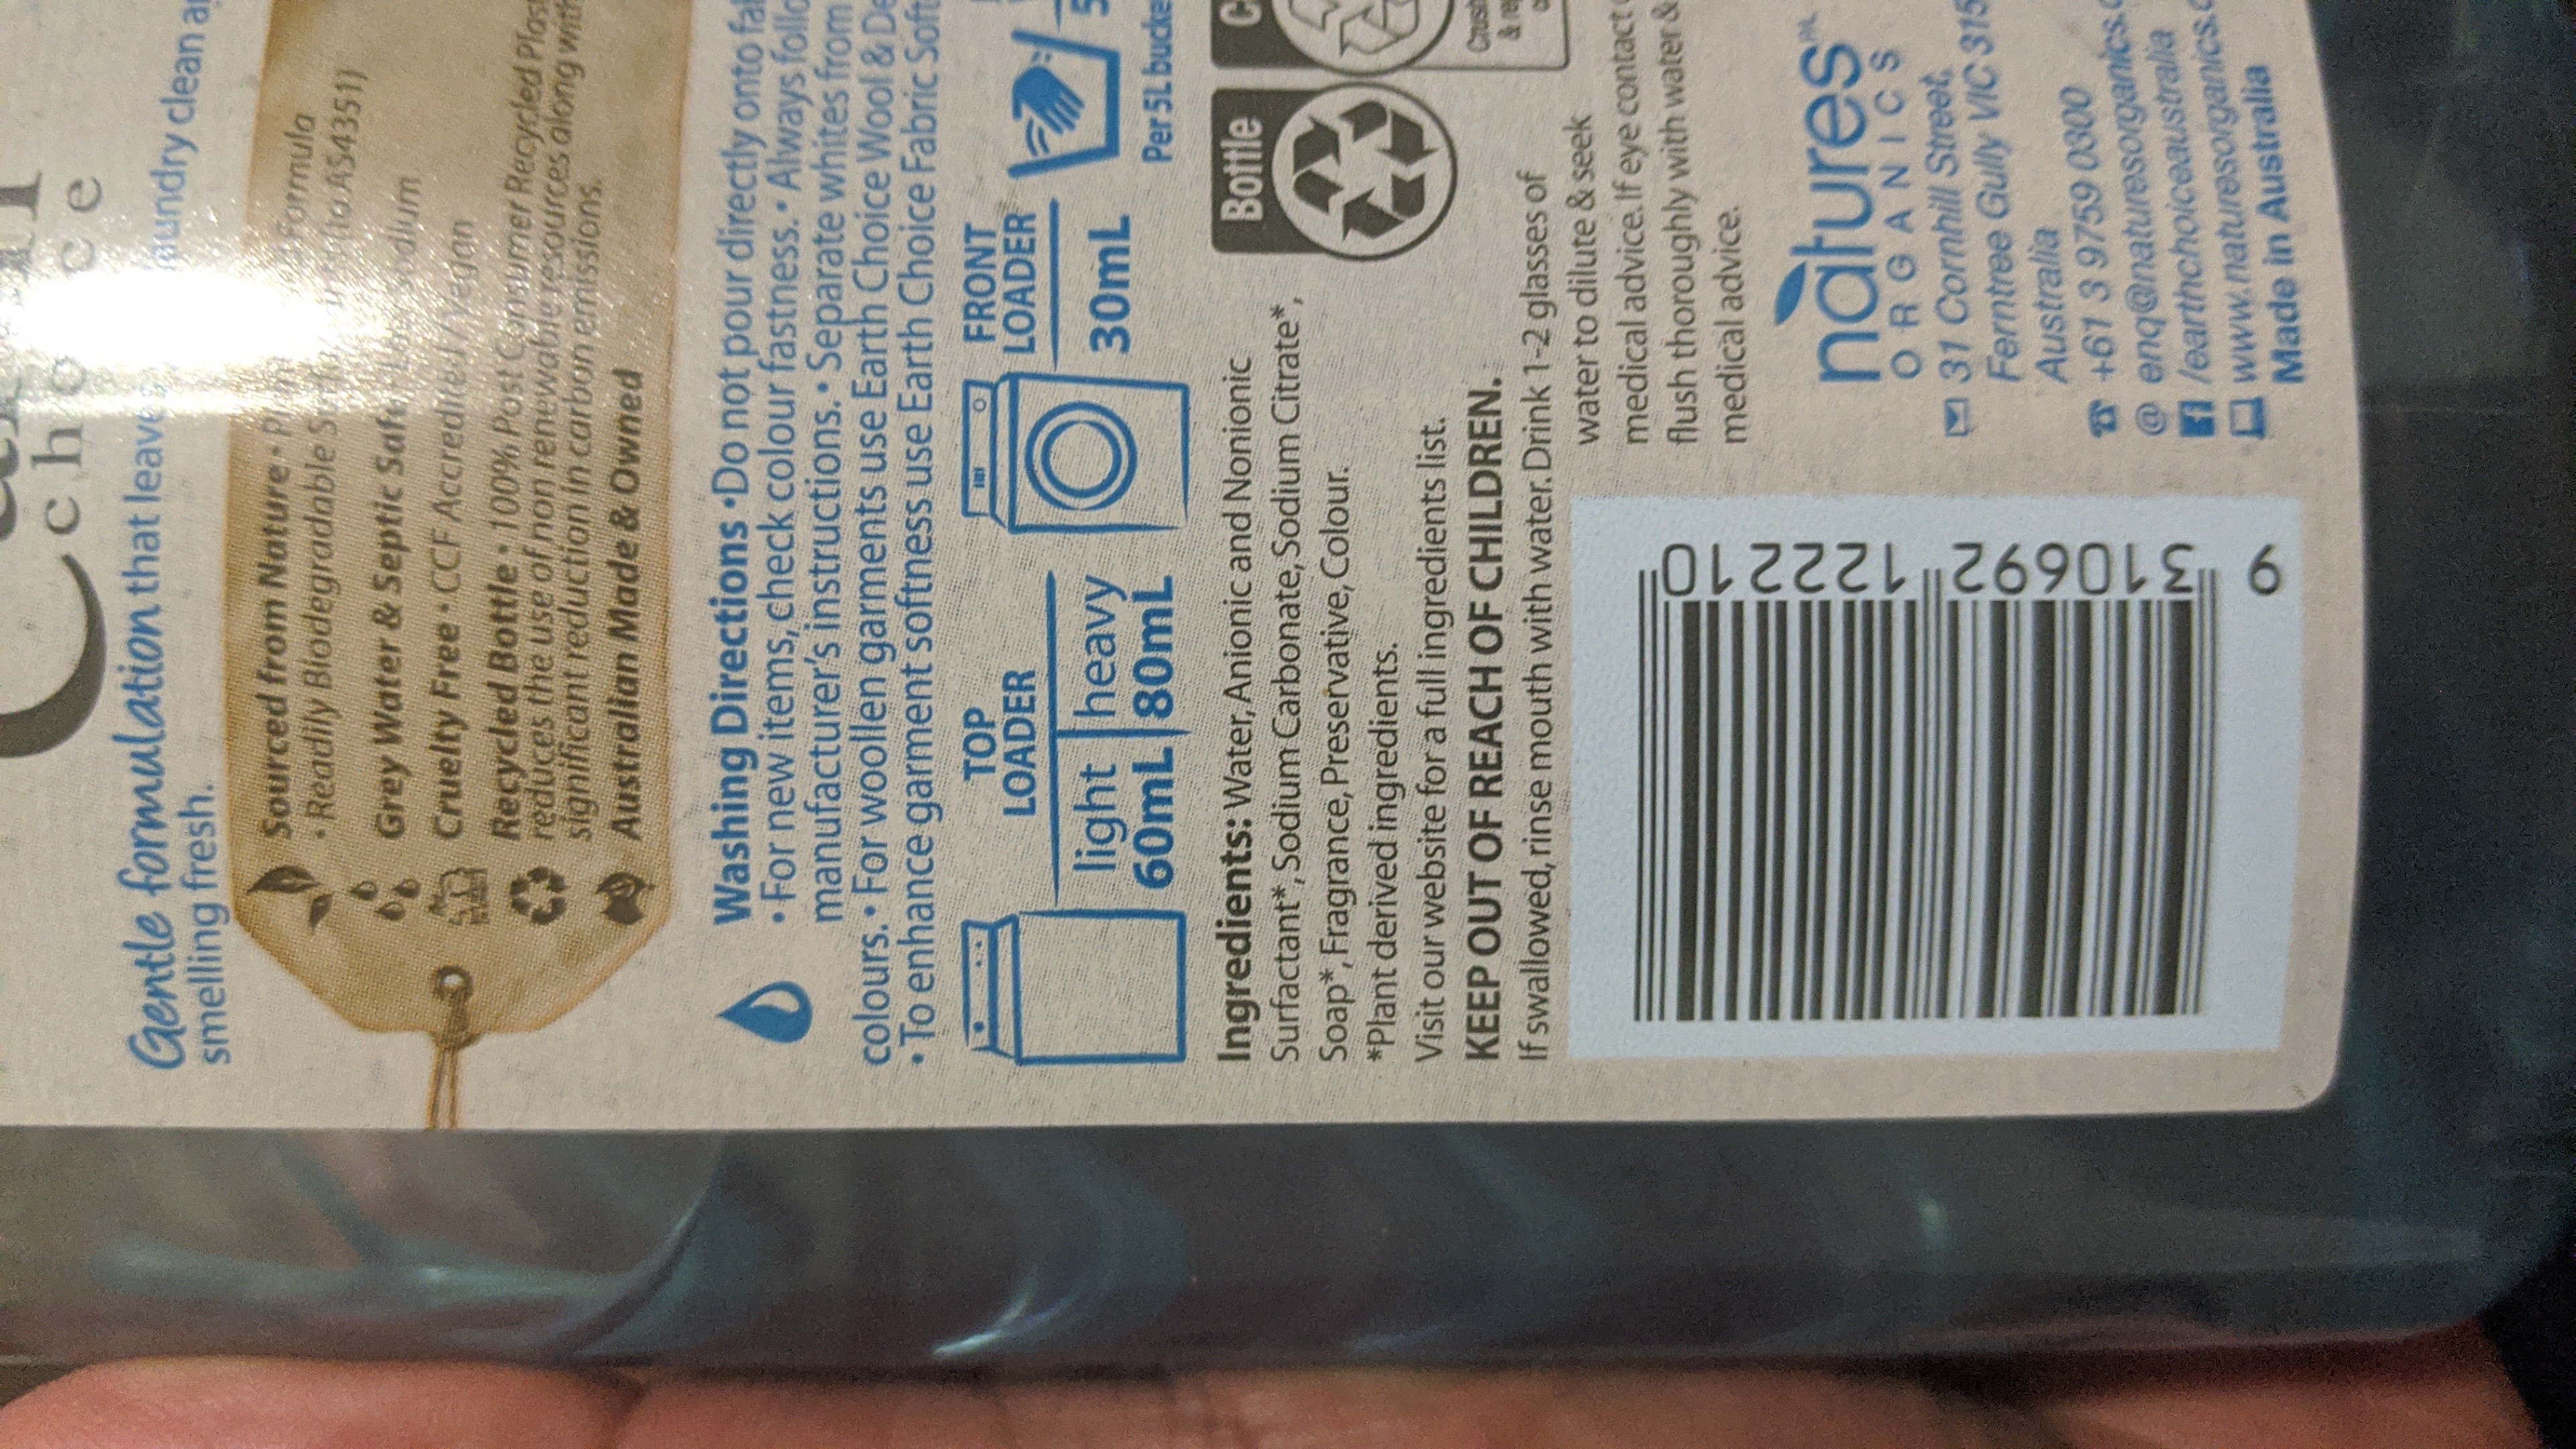 choice
Gentle formulation that leaves laundry clean
smelling fresh.
Sourced from Nature • Formula
• Readily Biodegradable (to AS4351)
Grey Water & Septic Safe • Low Sodium
Cruelty Free • CCF Accredited / Vegan
Recycled Bottle • 100% Post Consumer Recycled
reduces the use of non renewable resources along with
significant reduction in carbon emissions.
Australian Made & Owned
Washing Directions •Do not pour directly onto
• For new items, check colour fastness. • Always
manufacturer's instructions. • Separate whites from
colours. • For woollen garments use Earth Choice Wool &
• To enhance garment softness use Earth Choice Fabric
TOP
LOADER
light heavy
60mL 80mL
FRONT
LOADER
30mL
Per 5L
Ingredients: Water, Anionic and Nonionic
Surfactant*, Sodium Carbonate, Sodium Citrate*,
Soap*, Fragrance, Preservative, Colour.
*Plant derived ingredients.
Visit our website for a full ingredients list.
Bottle
KEEP OUT OF REACH OF CHILDREN.
If swallowed, rinse mouth with water. Drink 1-2 glasses of
water to dilute & seek
medical advice. If eye contact
flush thoroughly with water &
medical advice.
9 310692 122210
natures P/L
ORGANICS
31 Cornhill Street,
Ferntree Gully VIC
Australia
+61 3 9759 0300
@ enq@naturesorganics.
/earthchoiceaustralia
www.naturesorganics.
Made in Australia